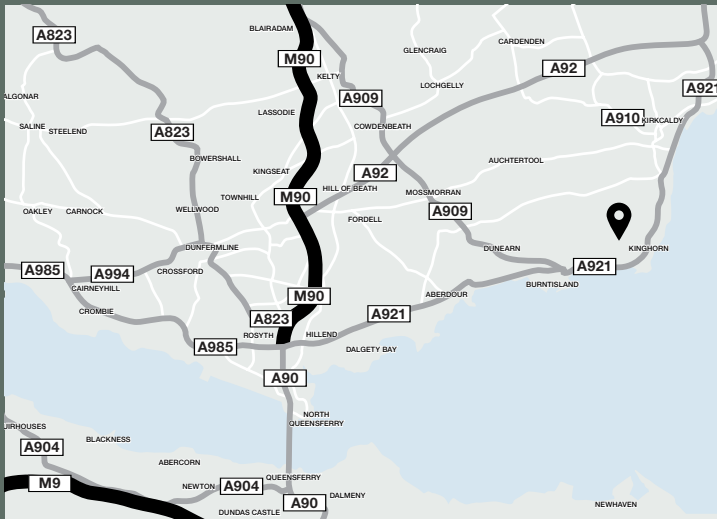 BLAIRADAM
A823
CARDENDEN
GLENCRAIG
M90
A92
KELTY
LOCHGELLY
A921
ALGONAR
A909
LASSODIE
A910
KIRKCALDY
SALINE
STEELEND
A823
COWDENBEATH
BOWERSHALL
AUCHTERTOOL
KINGSEAT
A92
HILL OF BEATH
MOSSMORRAN
TOWNHILL
M90
OAKLEY
CARNOCK
WELLWOOD
A909
FORDELL
DUNFERMLINE
DUNEARN
KINGHORN
A985
A994
CROSSFORD
A921
CAIRNEYHILL
BURNTISLAND
M90
ABERDOUR
CROMBIE
A823
A921
ROSYTH
HILLEND
A985
DALGETY BAY
A90
NORTH
QUEENSFERRY
UIRHOUSES
BLACKNESS
A904
ABERCORN
M9
NEWTON
A904
QUEENSFERRY
DALMENY
A90
NEWHAVEN
DUNDAS CASTLE